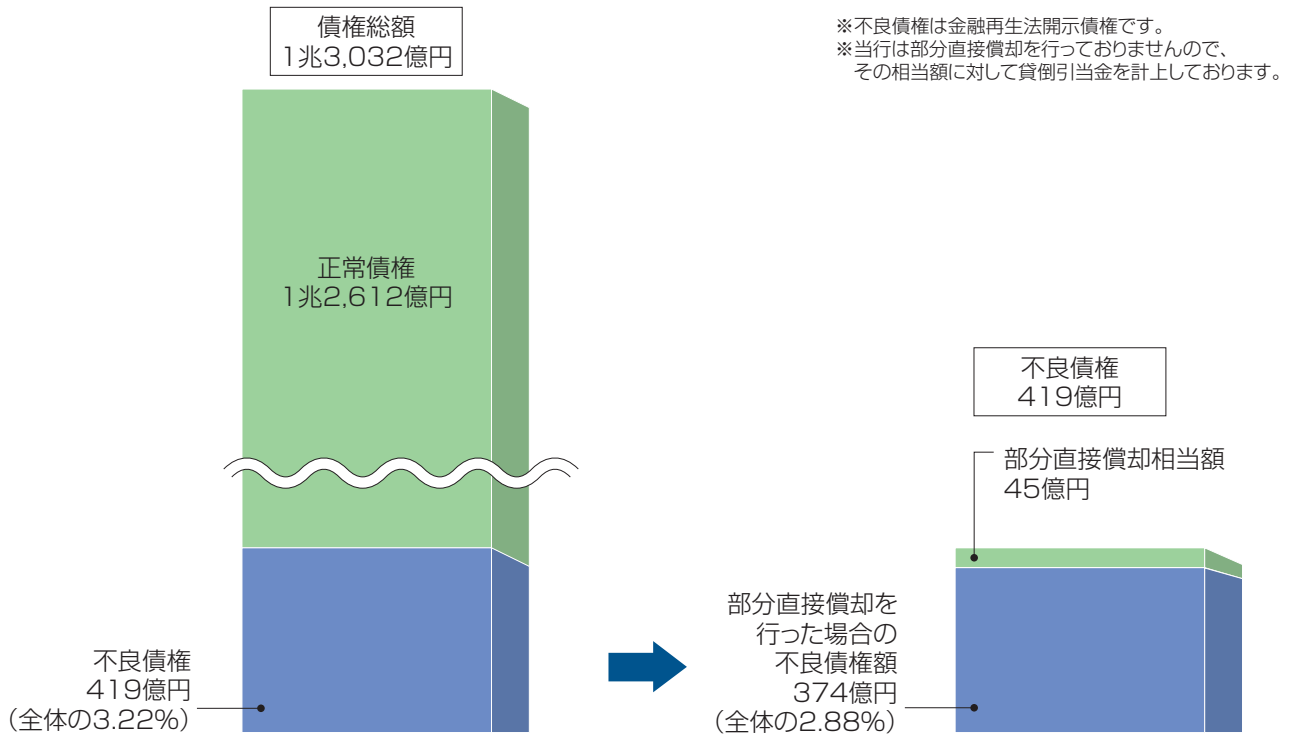 債権総額
1兆3,032億円
※不良債権は金融再生法開示債権です。
※当行は部分直接償却を行っておりませんので、
その相当額に対して貸倒引当金を計上しております。
正常債権
1兆2,612億円
不良債権
419億円
(全体の3.22%)
不良債権
419億円
部分直接償却相当額
45億円
部分直接償却を
行った場合の
不良債権額
374億円
(全体の2.88%)